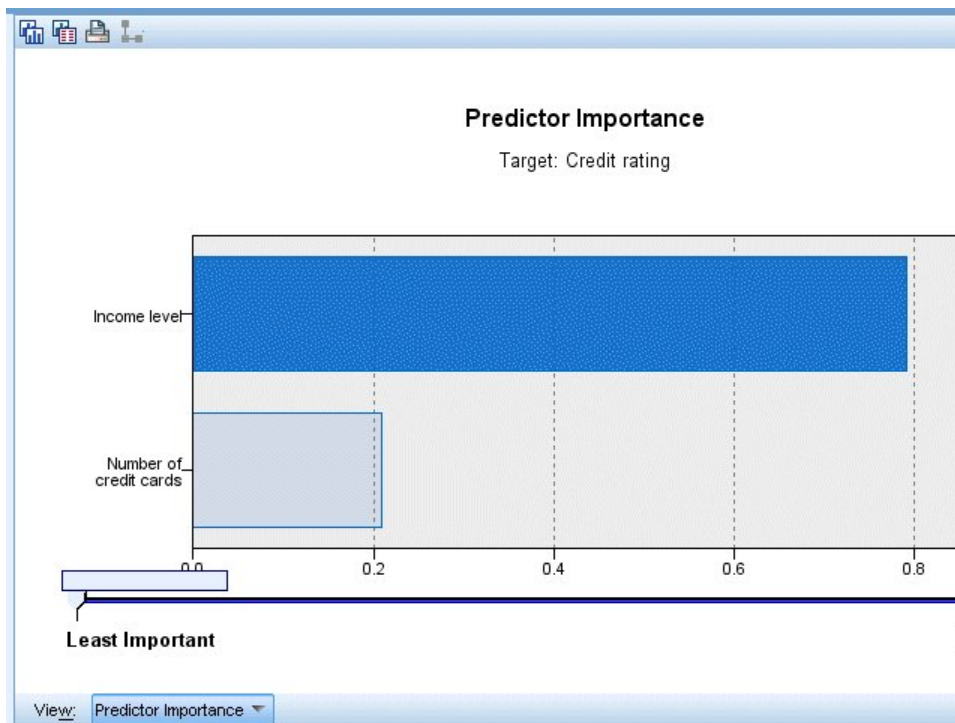 Predictor Importance
Target: Credit rating
Income level
Number of
credit cards
0.0
0.2
0.4
0.6
0.8
Least Important
View: Predictor Importance